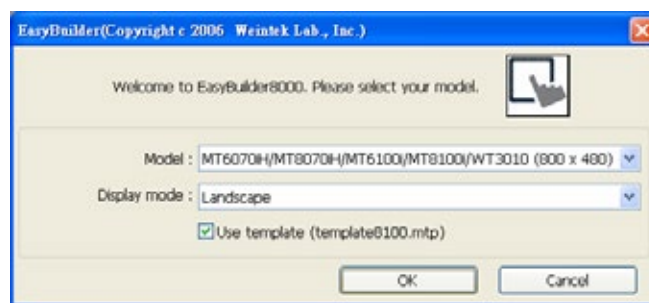 EasyBuilder(Copyright c 2006 Weintek Lab., Inc.)
Welcome to EasyBuilder8000. Please select your model.
Model : MT6070iH/MT8070iH/MT6100i/MT8100i/WT3010 (800 x 480)
Display mode : Landscape
Use template (template8100.mtp)
OK Cancel